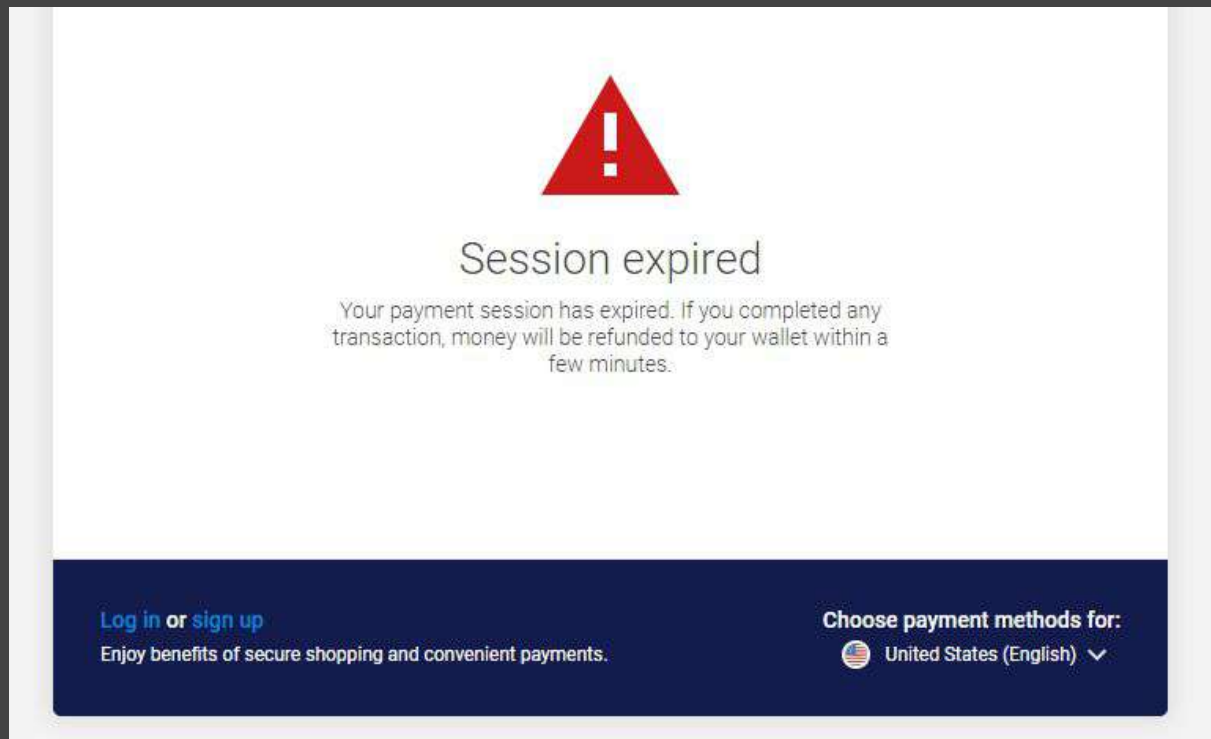 Session expired
Your payment session has expired. If you completed any
transaction, money will be refunded to your wallet within a
few minutes.
Log in or sign up
Enjoy benefits of secure shopping and convenient payments.
Choose payment methods for:
United States (English)